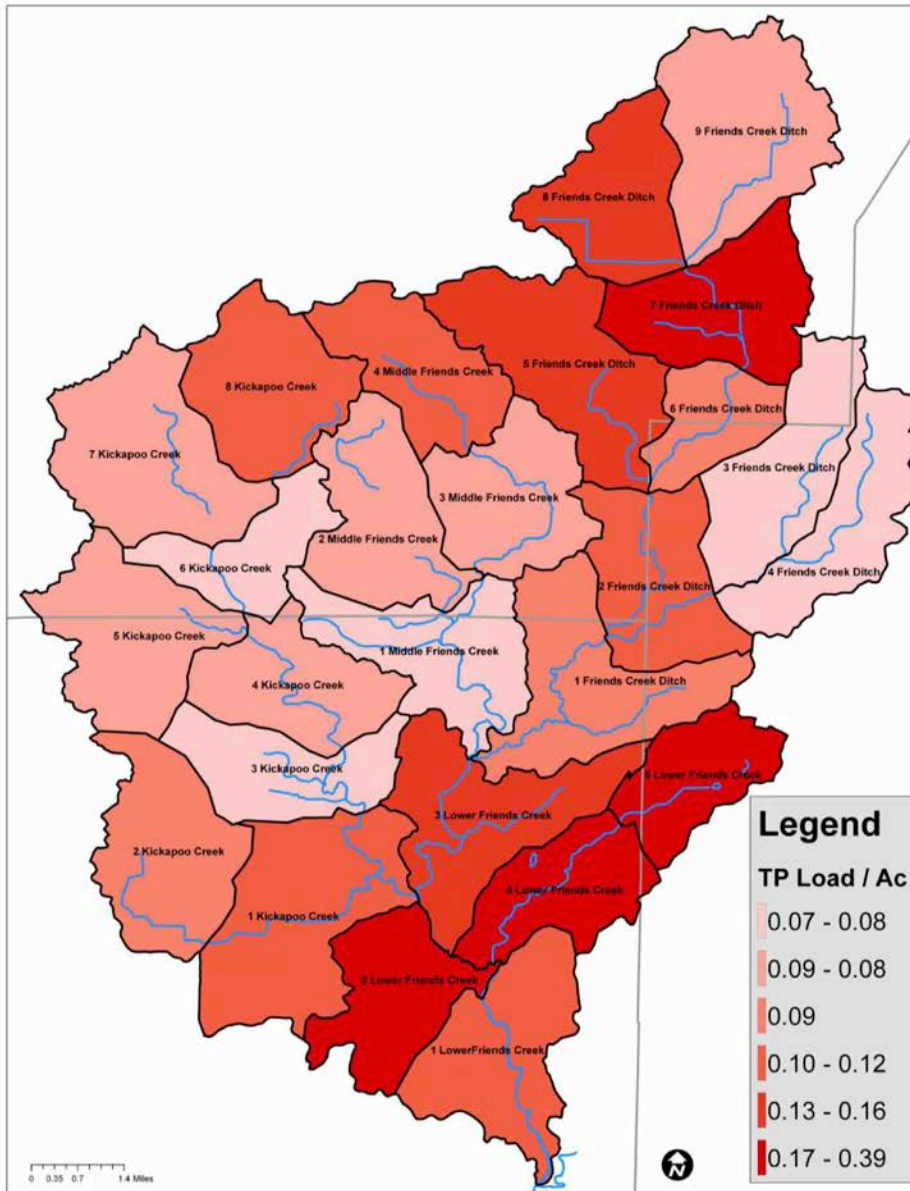 9 Friends Creek Ditch
8 Friends Creek Ditch
7 Friends Creek Ditch
5 Friends Creek Ditch
4 Middle Friends Creek
8 Kickapoo Creek
6 Friends Creek Ditch
7 Kickapoo Creek
3 Friends Creek Ditch
3 Middle Friends Creek
2 Middle Friends Creek
6 Kickapoo Creek
4 Friends Creek Ditch
2 Friends Creek Ditch
5 Kickapoo Creek
1 Middle Friends Creek
4 Kickapoo Creek
1 Friends Creek Ditch
3 Kickapoo Creek
5 Lower Friends Creek
3 Lower Friends Creek
2 Kickapoo Creek
4 Lower Friends Creek
1 Kickapoo Creek
2 Lower Friends Creek
1 LowerFriends Creek
Legend
TP Load / Ac
0.07 - 0.08
0.09 - 0.08
0.09
0.10 - 0.12
0.13 - 0.16
0.17 - 0.39
0 0.35 0.7 1.4 Miles
N